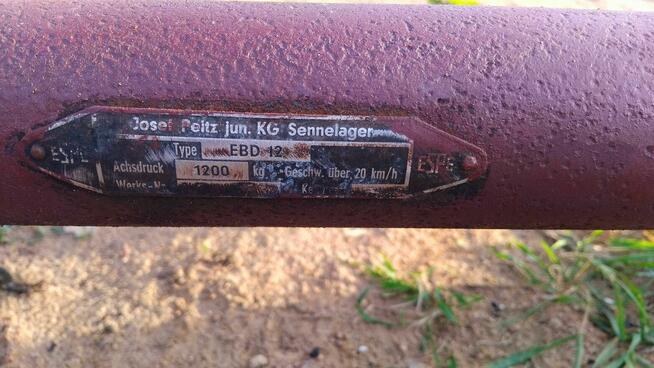 Josef Peitz jun. KG Sennelager
Type EBD 12
ESPE
ESPE
Achsdruck 1200 kg Geschw. über 20 km/h
Werks-Nr.